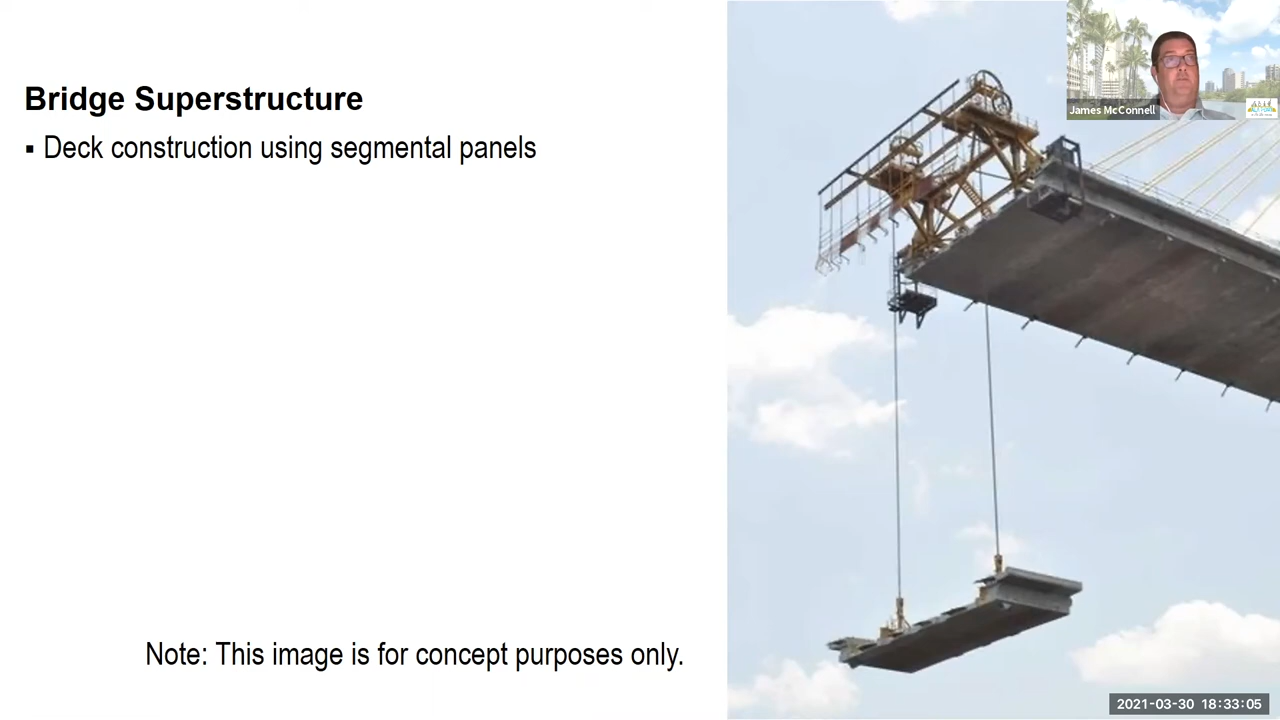 Bridge Superstructure
▪ Deck construction using segmental panels
James McConnell
Note: This image is for concept purposes only.
2021-03-30 18:33:05